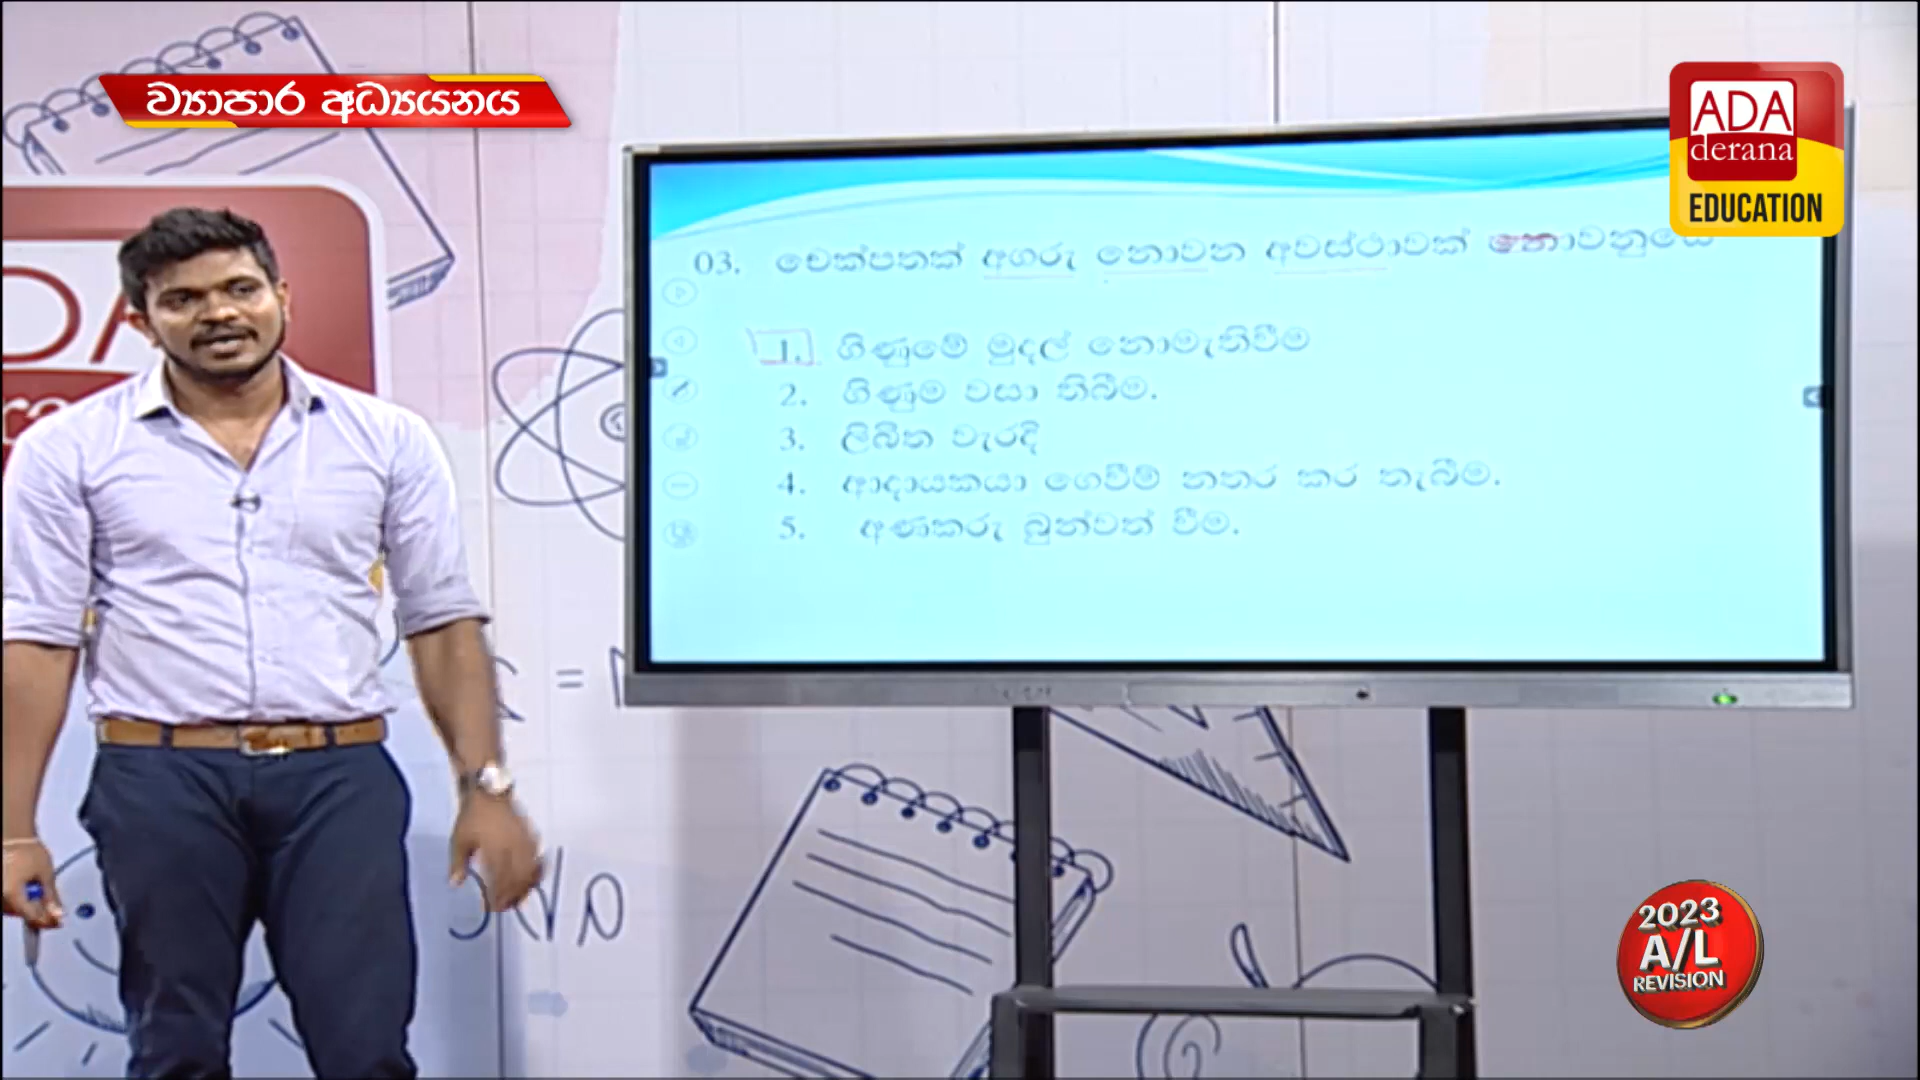 ව්‍යාපාර අධ්‍යයනය
ADA
derana
EDUCATION
03. චෙක්පතක් අගරු නොවන අවස්ථාවක් නොවනුයේ
1. ගිණුමේ මුදල් නොමැතිවීම
2. ගිණුම වසා තිබීම.
3. ලිඛිත වැරදි
4. ආදායකයා ගෙවීම් නතර කර තැබීම.
5. අණකරු බුන්වත් වීම.
2023
A/L
REVISION